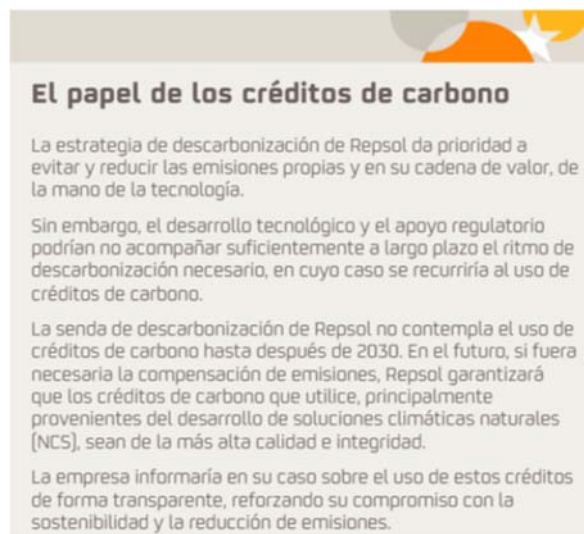 El papel de los créditos de carbono
La estrategia de descarbonización de Repsol da prioridad a
evitar y reducir las emisiones propias y en su cadena de valor, de
la mano de la tecnología.
Sin embargo, el desarrollo tecnológico y el apoyo regulatorio
podrían no acompañar suficientemente a largo plazo el ritmo de
descarbonización necesario, en cuyo caso se recurriría al uso de
créditos de carbono.
La senda de descarbonización de Repsol no contempla el uso de
créditos de carbono hasta después de 2030. En el futuro, si fuera
necesaria la compensación de emisiones, Repsol garantizará
que los créditos de carbono que utilice, principalmente
provenientes del desarrollo de soluciones climáticas naturales
(NCS), sean de la más alta calidad e integridad.
La empresa informaría en su caso sobre el uso de estos créditos
de forma transparente, reforzando su compromiso con la
sostenibilidad y la reducción de emisiones.